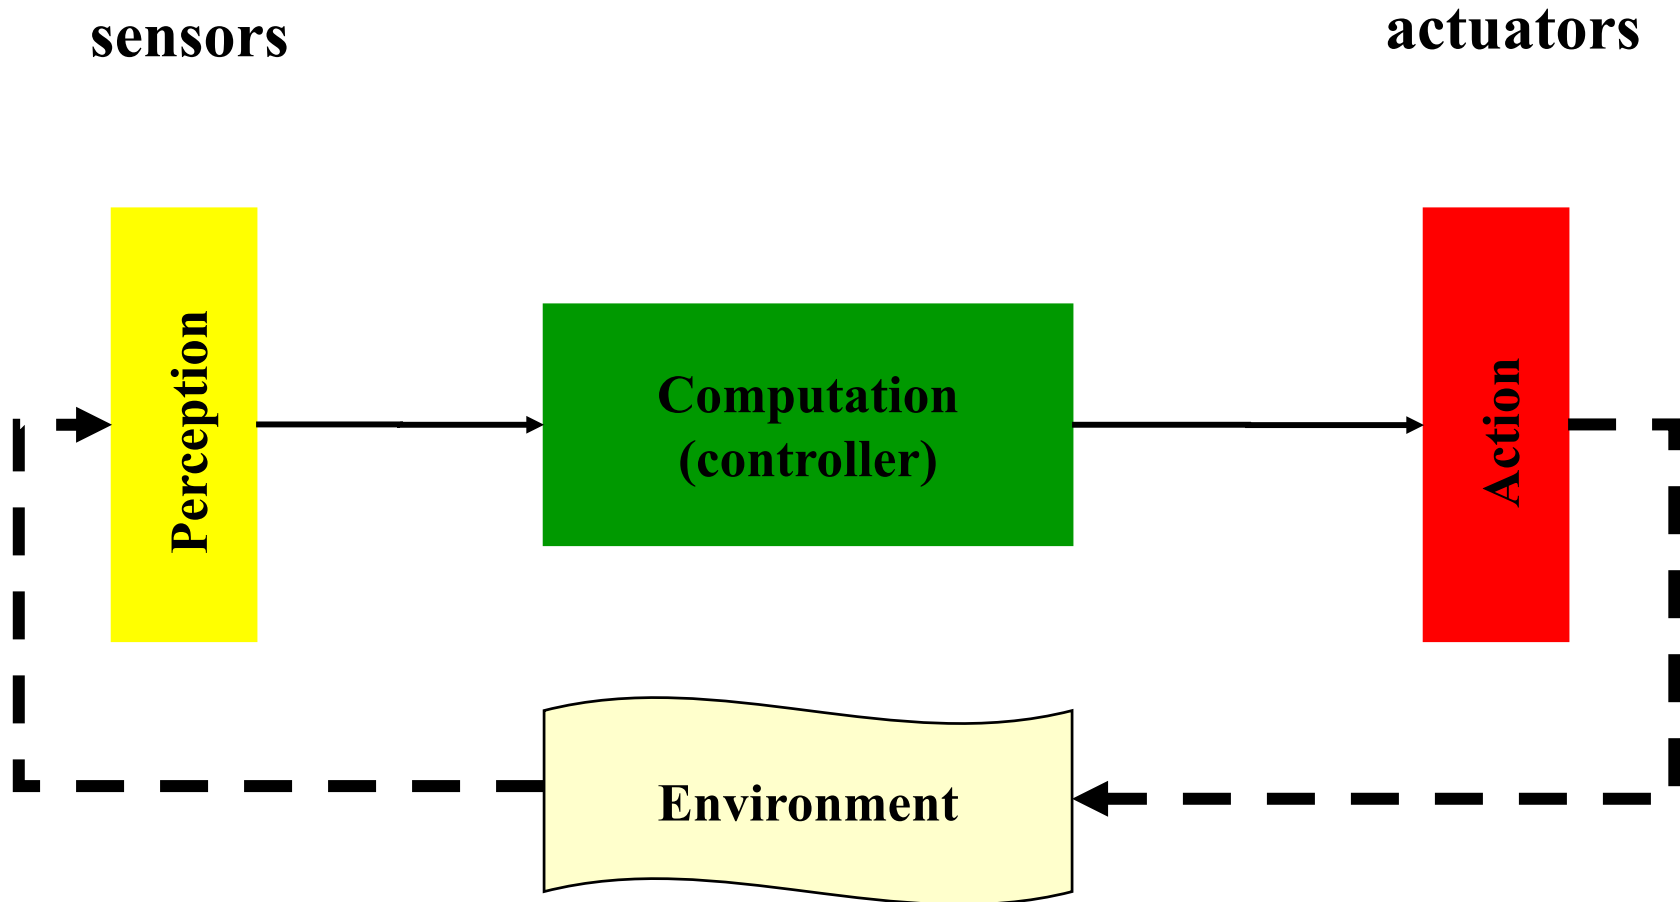 sensors
actuators
Perception
Computation
(controller)
Action
Environment